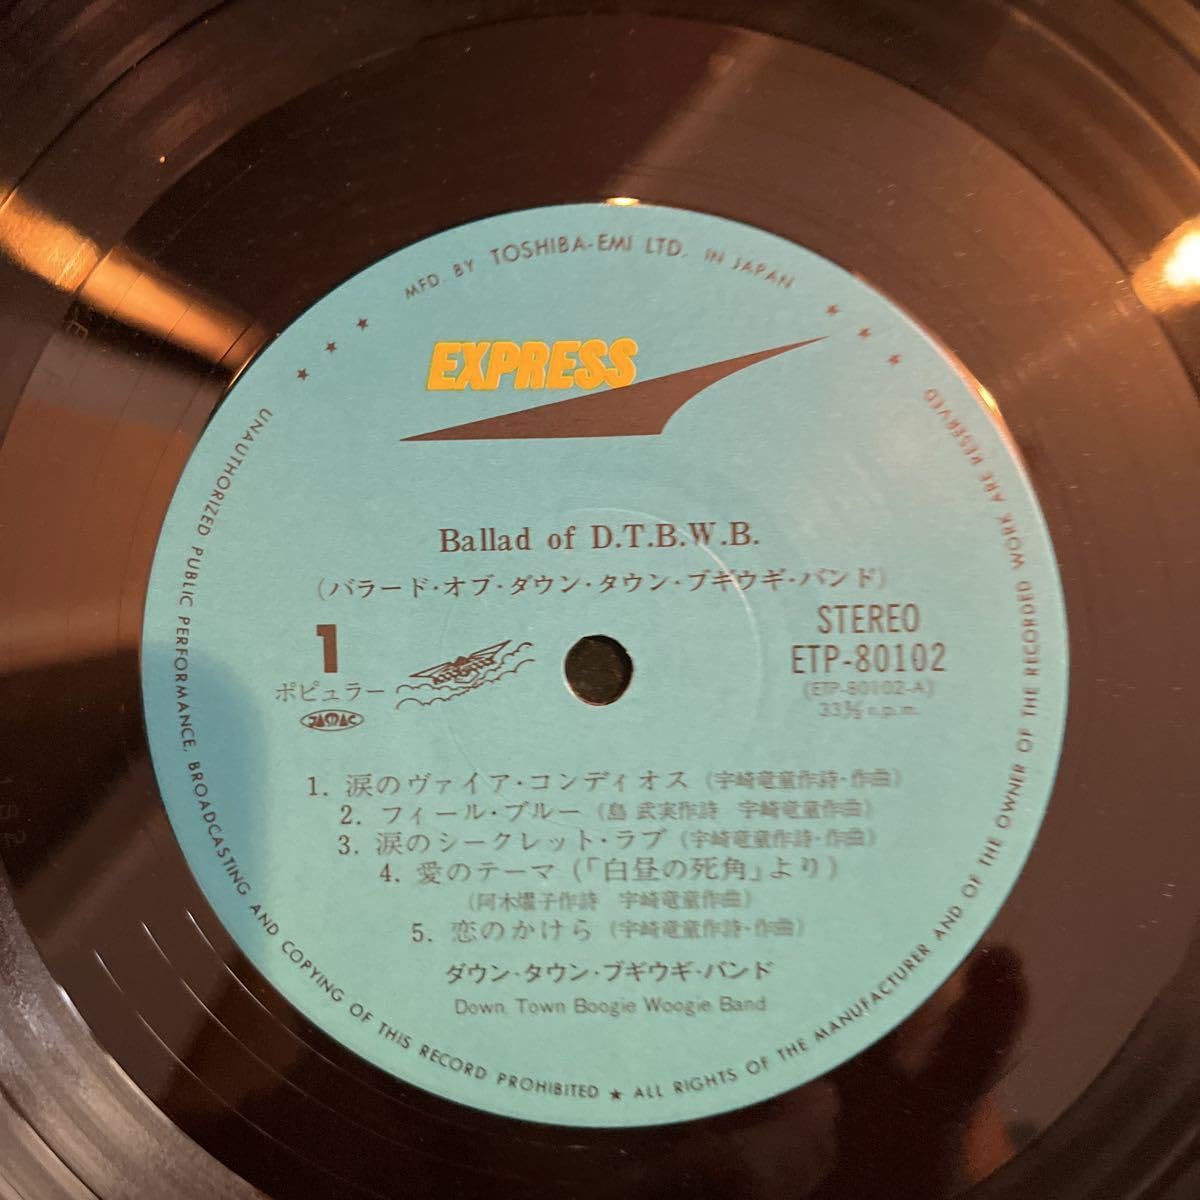 MFD. BY TOSHIBA-EMI LTD. IN JAPAN
★ ★ ★
★ ★ ★
EXPRESS
Ballad of D.T.B.W.B.
(バラード・オブ・ダウン・タウン・ブギウギ・バンド)
1
ポピュラー
JAMAC
STEREO
ETP-80102
(ETP-80102-A)
33⅓ r.p.m.
1. 涙のヴァイア・コンディオス (宇崎竜童作詩・作曲)
2. フィール・ブルー (島 武実作詩 宇崎竜童作曲)
3. 涙のシークレット・ラブ (宇崎竜童作詩・作曲)
4. 愛のテーマ (「白昼の死角」より)
(阿木燿子作詩 宇崎竜童作曲)
5. 恋のかけら (宇崎竜童作詩・作曲)
ダウン・タウン・ブギウギ・バンド
Down Town Boogie Woogie Band
UNAUTHORIZED PUBLIC PERFORMANCE, BROADCASTING AND COPYING OF THIS RECORD PROHIBITED ★ ALL RIGHTS OF THE MANUFACTURER AND OF THE OWNER OF THE RECORDED WORK ARE RESERVED